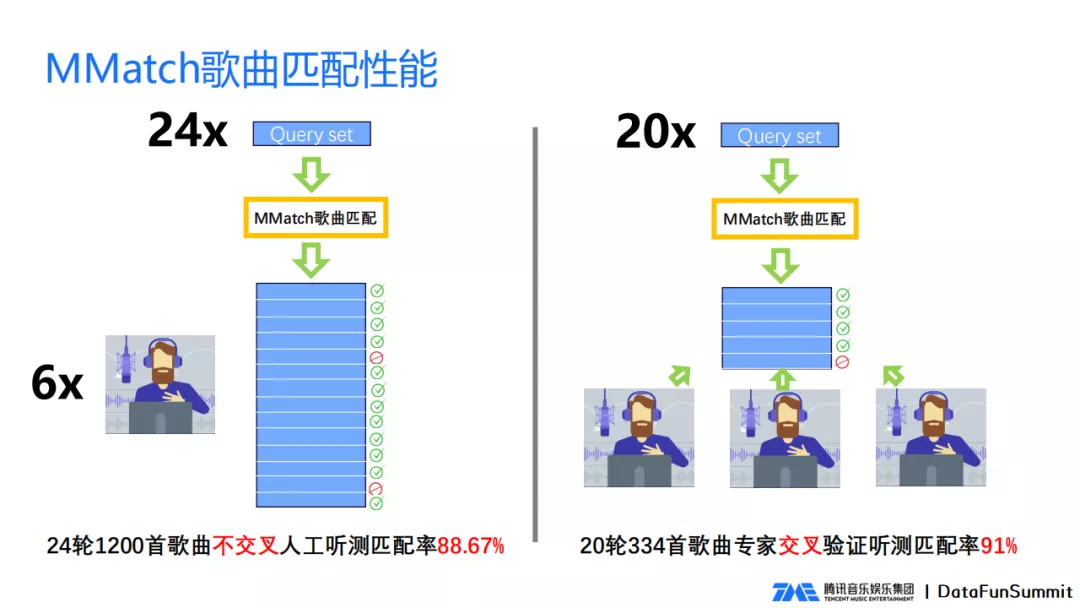 MMatch歌曲匹配性能
24x
Query set
MMatch歌曲匹配
6x
24轮1200首歌曲不交叉人工听测匹配率88.67%
20x
Query set
MMatch歌曲匹配
20轮334首歌曲专家交叉验证听测匹配率91%
TME 腾讯音乐娱乐集团
TENCENT MUSIC ENTERTAINMENT
| DataFunSummit